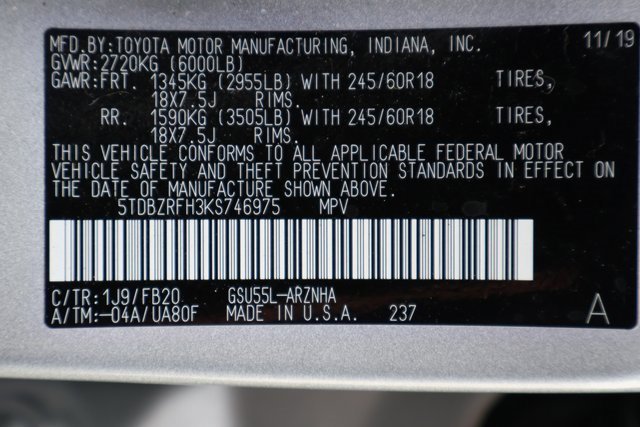 MFD.BY:TOYOTA MOTOR MANUFACTURING, INDIANA, INC. 11/19
GVWR:2720KG (6000LB)
GAWR:FRT. 1345KG (2955LB) WITH 245/60R18 TIRES,
18X7.5J RIMS.
RR. 1590KG (3505LB) WITH 245/60R18 TIRES,
18X7.5J RIMS.
THIS VEHICLE CONFORMS TO ALL APPLICABLE FEDERAL MOTOR
VEHICLE SAFETY AND THEFT PREVENTION STANDARDS IN EFFECT ON
THE DATE OF MANUFACTURE SHOWN ABOVE.
5TDBZRFH3KS746975 MPV
C/TR:1J9/FB20 GSU55L-ARZNHA
A/TM:-04A/UA80F MADE IN U.S.A. 237 A